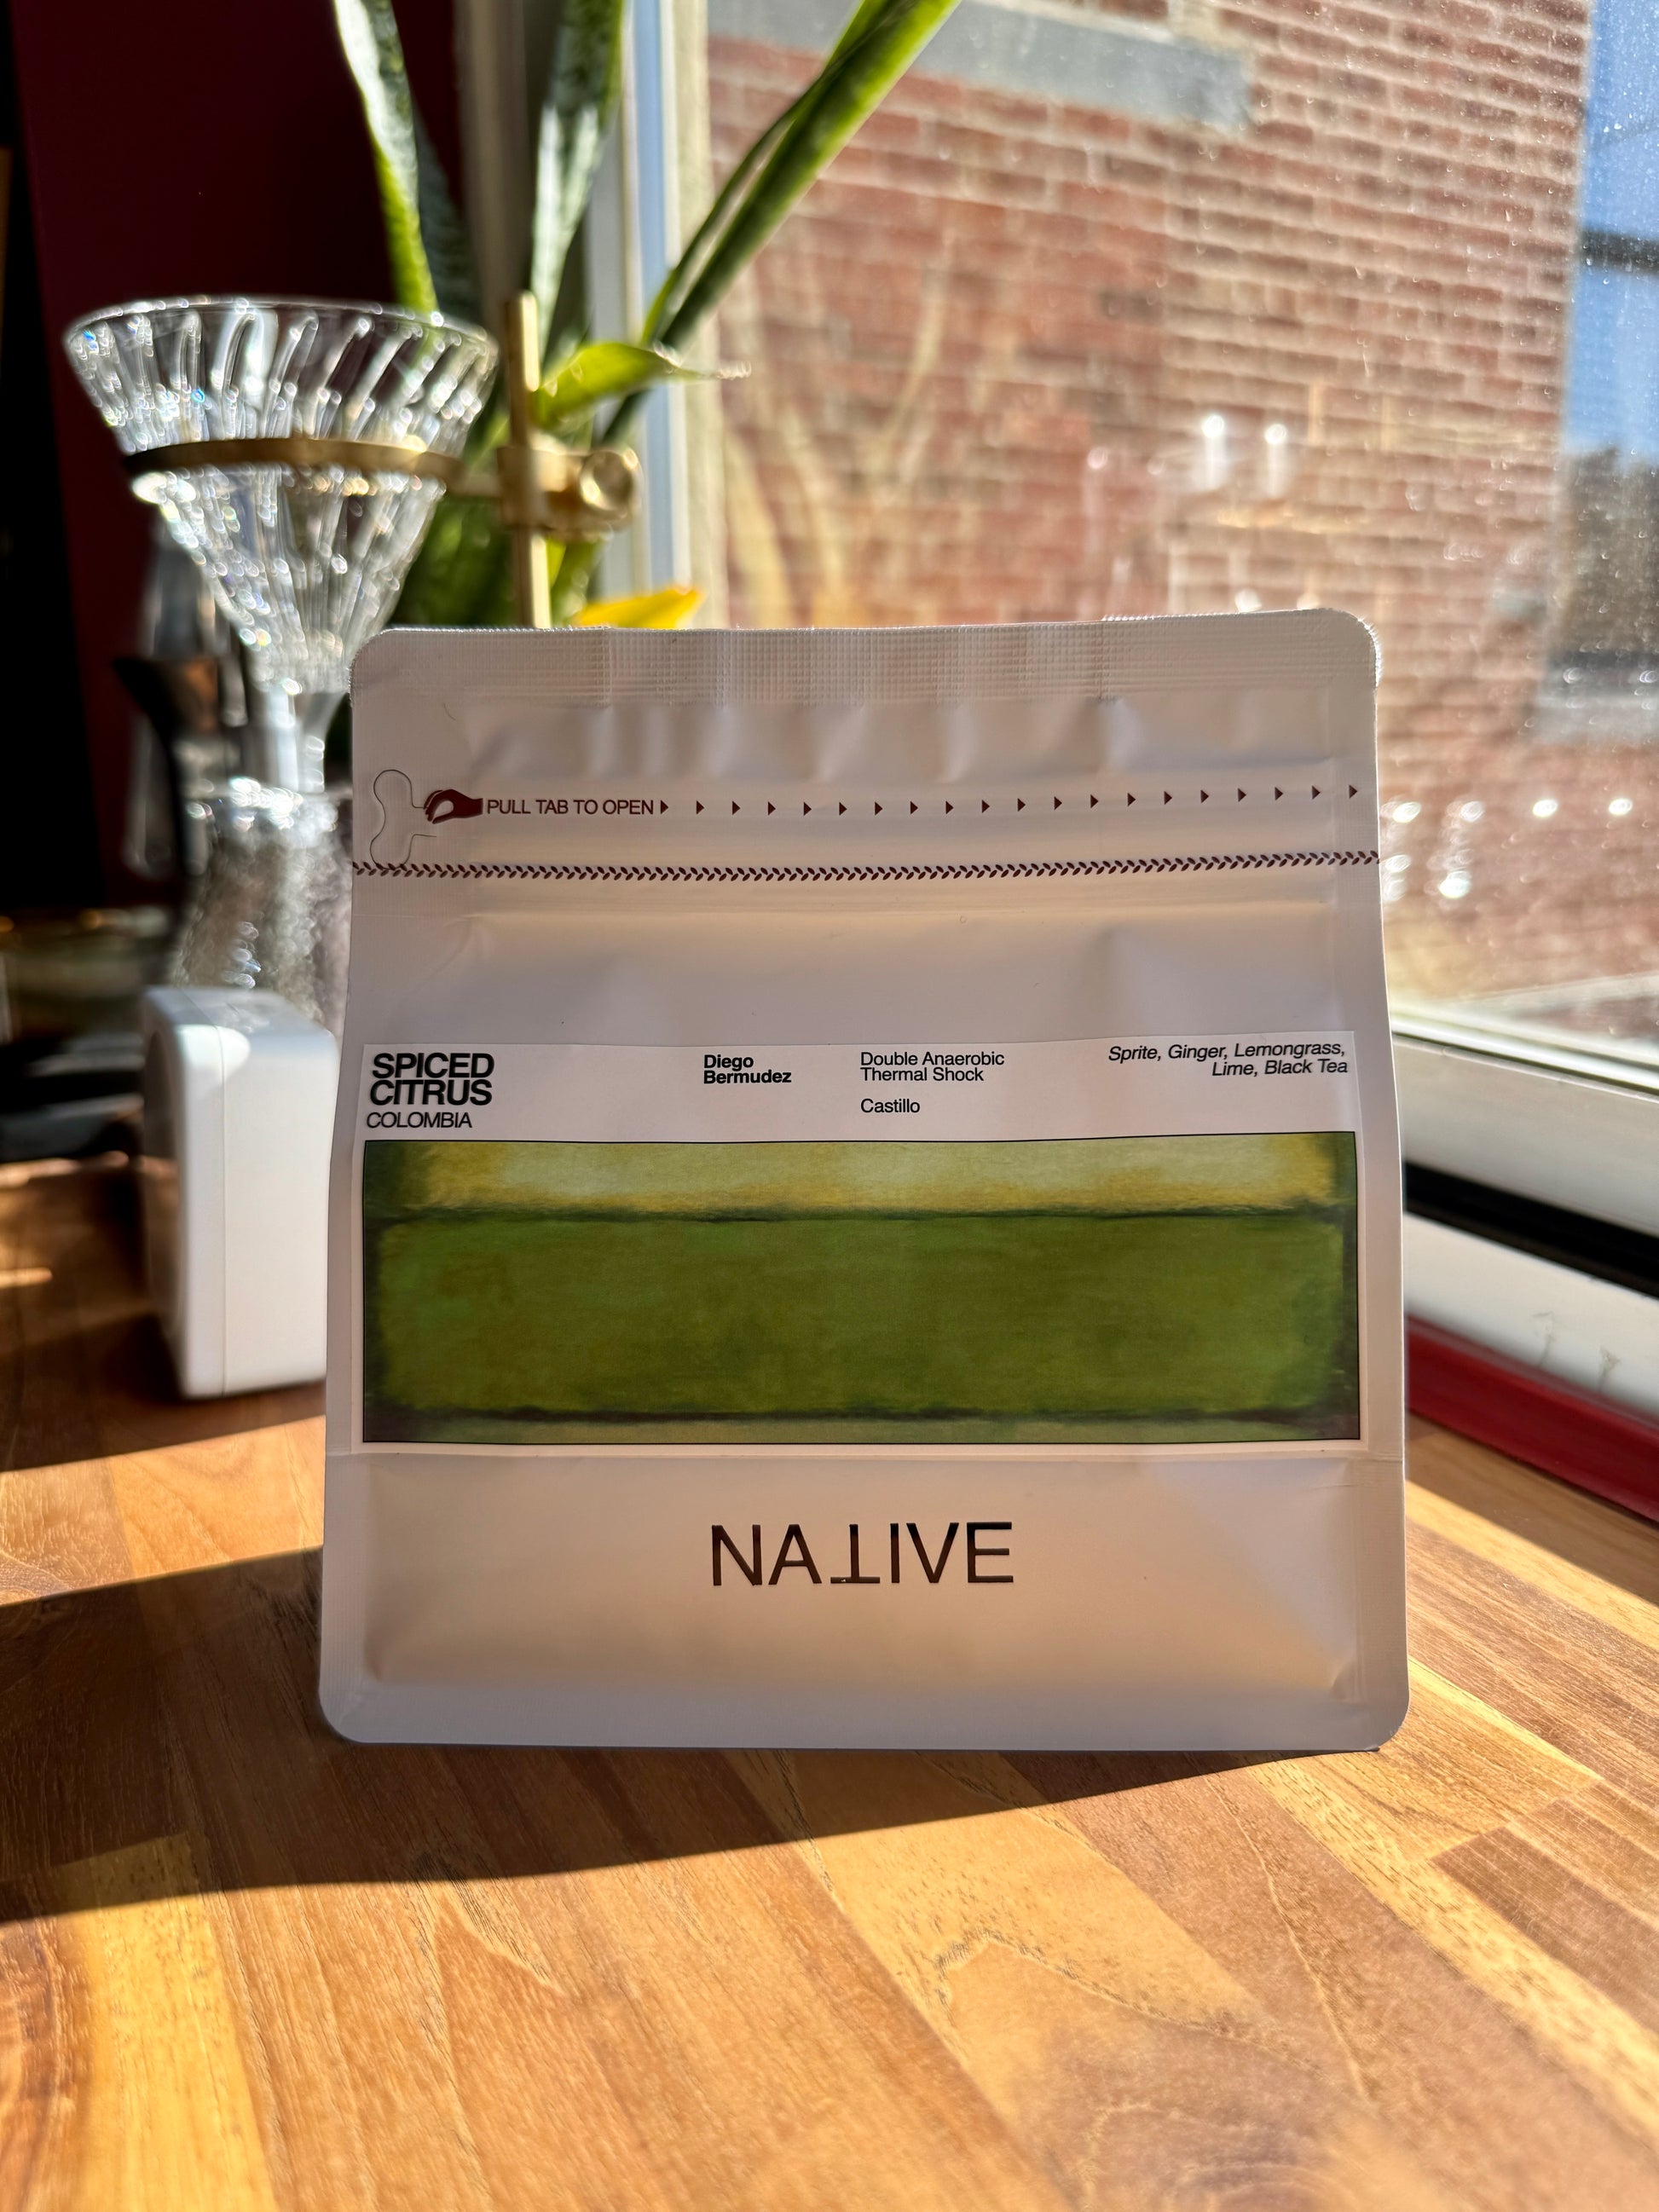 PULL TAB TO OPEN
SPICED
CITRUS
COLOMBIA
Diego
Bermudez
Double Anaerobic
Thermal Shock
Castillo
Sprite, Ginger, Lemongrass,
Lime, Black Tea
NATIVE